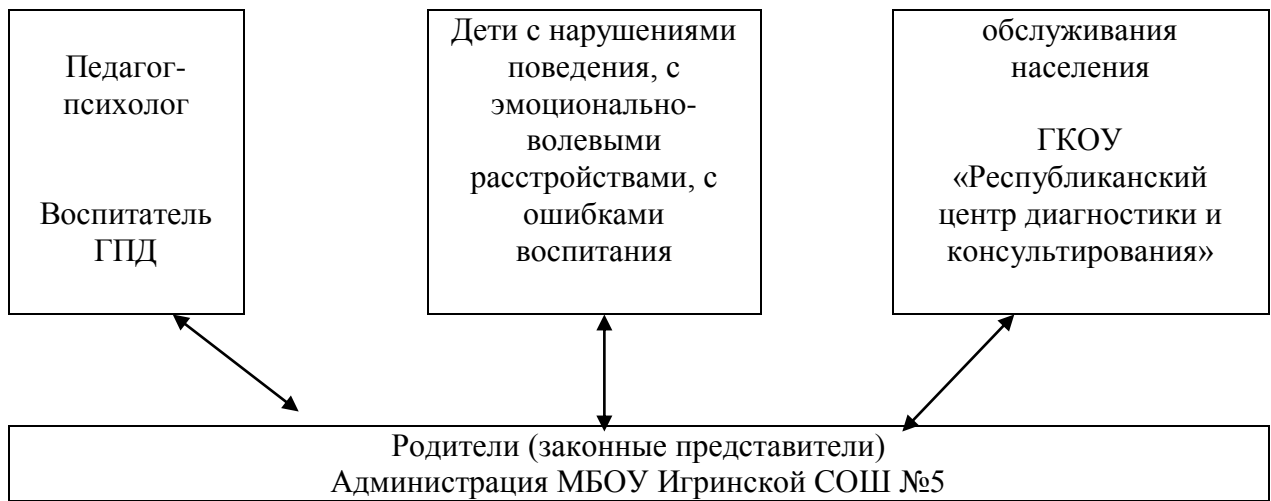 Педагог-
психолог
Воспитатель
ГПД
Дети с нарушениями
поведения, с
эмоционально-
волевыми
расстройствами, с
ошибками
воспитания
обслуживания
населения
ГКОУ
«Республиканский
центр диагностики и
консультирования»
Родители (законные представители)
Администрация МБОУ Игринской СОШ №5